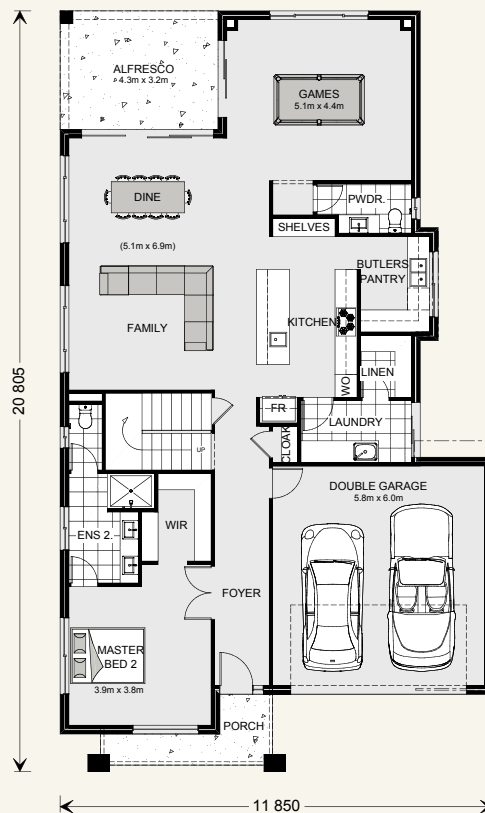 ALFRESCO
4.3m x 3.2m
GAMES
5.1m x 4.4m
DINE
(5.1m x 6.9m)
PWDR.
SHELVES
BUTLERS
PANTRY
FAMILY
KITCHEN
LINEN
WO
FR
LAUNDRY
CLOAK
UP
20 805
DOUBLE GARAGE
5.8m x 6.0m
WIR
ENS 2.
FOYER
MASTER
BED 2
3.9m x 3.8m
PORCH
11 850